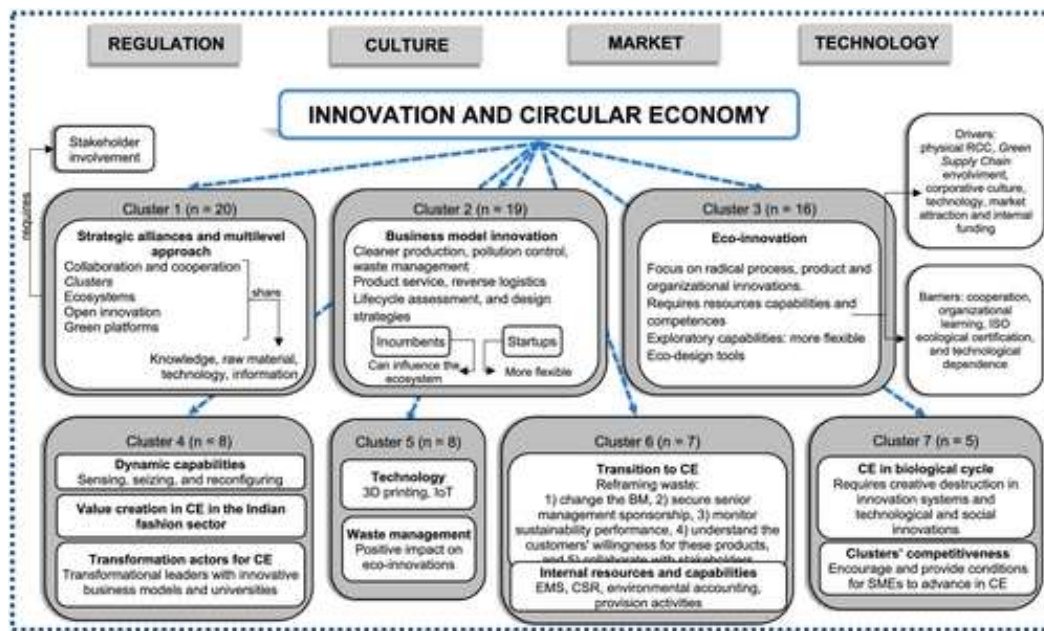 REGULATION
CULTURE
MARKET
TECHNOLOGY
INNOVATION AND CIRCULAR ECONOMY
Stakeholder
involvement
requires
Cluster 1 (n = 20)
Strategic alliances and multilevel
approach
Collaboration and cooperation
Clusters
Ecosystems
Open innovation
Green platforms
share
Knowledge, raw material,
technology, information
Cluster 2 (n = 19)
Business model innovation
Cleaner production, pollution control,
waste management
Product service, reverse logistics
Lifecycle assessment, and design
strategies
Incumbents
Can influence the
ecosystem
Startups
More flexible
Cluster 3 (n = 16)
Eco-innovation
Focus on radical process, product and
organizational innovations.
Requires resources capabilities and
competences
Exploratory capabilities: more flexible
Eco-design tools
Drivers:
physical RCC, Green
Supply Chain
envolviment,
corporative culture,
technology, market
attraction and internal
funding
Barriers: cooperation,
organizational
learning, ISO
ecological certification,
and technological
dependence
Cluster 4 (n = 8)
Dynamic capabilities
Sensing, seizing, and reconfiguring
Value creation in CE in the Indian
fashion sector
Transformation actors for CE
Transformational leaders with innovative
business models and universities
Cluster 5 (n = 8)
Technology
3D printing, IoT
Waste management
Positive impact on
eco-innovations
Cluster 6 (n = 7)
Transition to CE
Reframing waste:
1) change the BM, 2) secure senior
management sponsorship, 3) monitor
sustainability performance, 4) understand the
customers' willingness for these products,
and 5) collaborate with stakeholders
Internal resources and capabilities
EMS, CSR, environmental accounting,
provision activities
Cluster 7 (n = 5)
CE in biological cycle
Requires creative destruction in
innovation systems and
technological and social
innovations
Clusters' competitiveness
Encourage and provide conditions
for SMEs to advance in CE